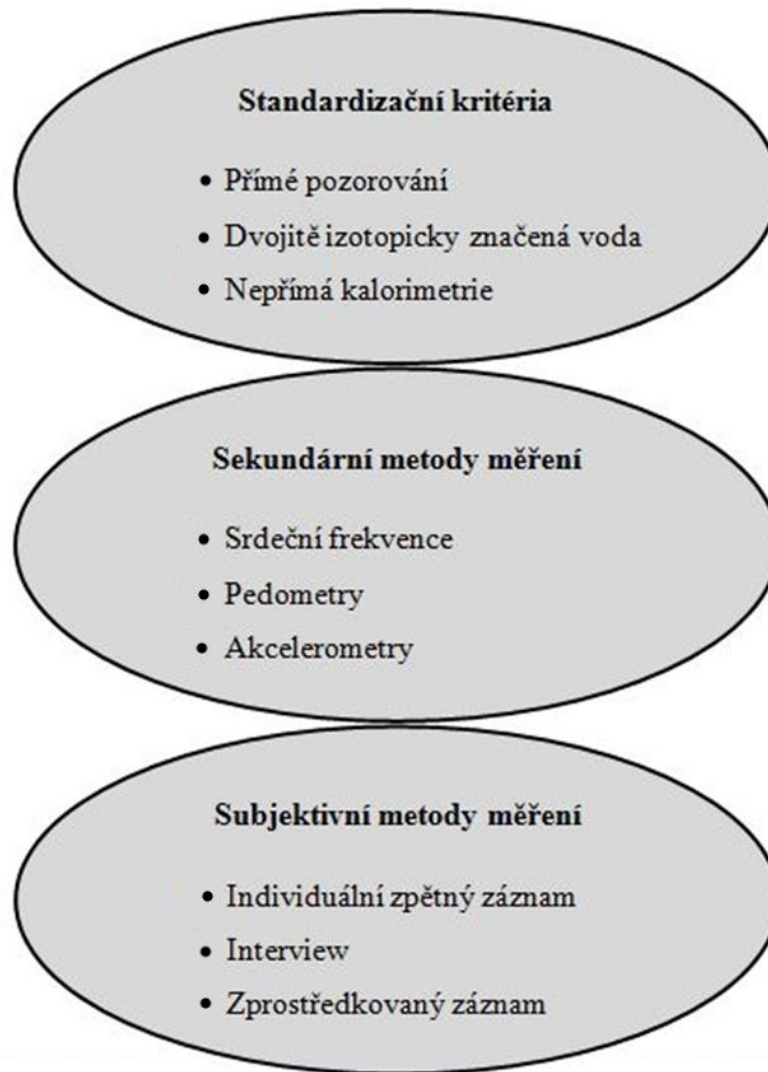 Standardizační kritéria
• Přímé pozorování
• Dvojitě izotopicky značená voda
• Nepřímá kalorimetrie
Sekundární metody měření
• Srdeční frekvence
• Pedometry
• Akcelerometry
Subjektivní metody měření
• Individuální zpětný záznam
• Interview
• Zprostředkovaný záznam